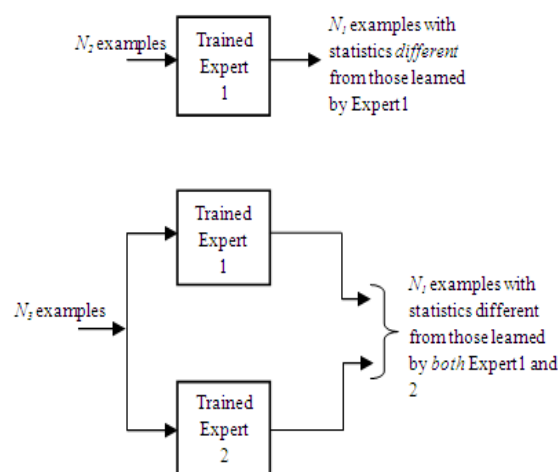 N₂ examples
Trained
Expert
1
N₁ examples with
statistics different
from those learned
by Expert1
Trained
Expert
1
N₃ examples
N₁ examples with
statistics different
from those learned
by both Expert1 and
2
Trained
Expert
2